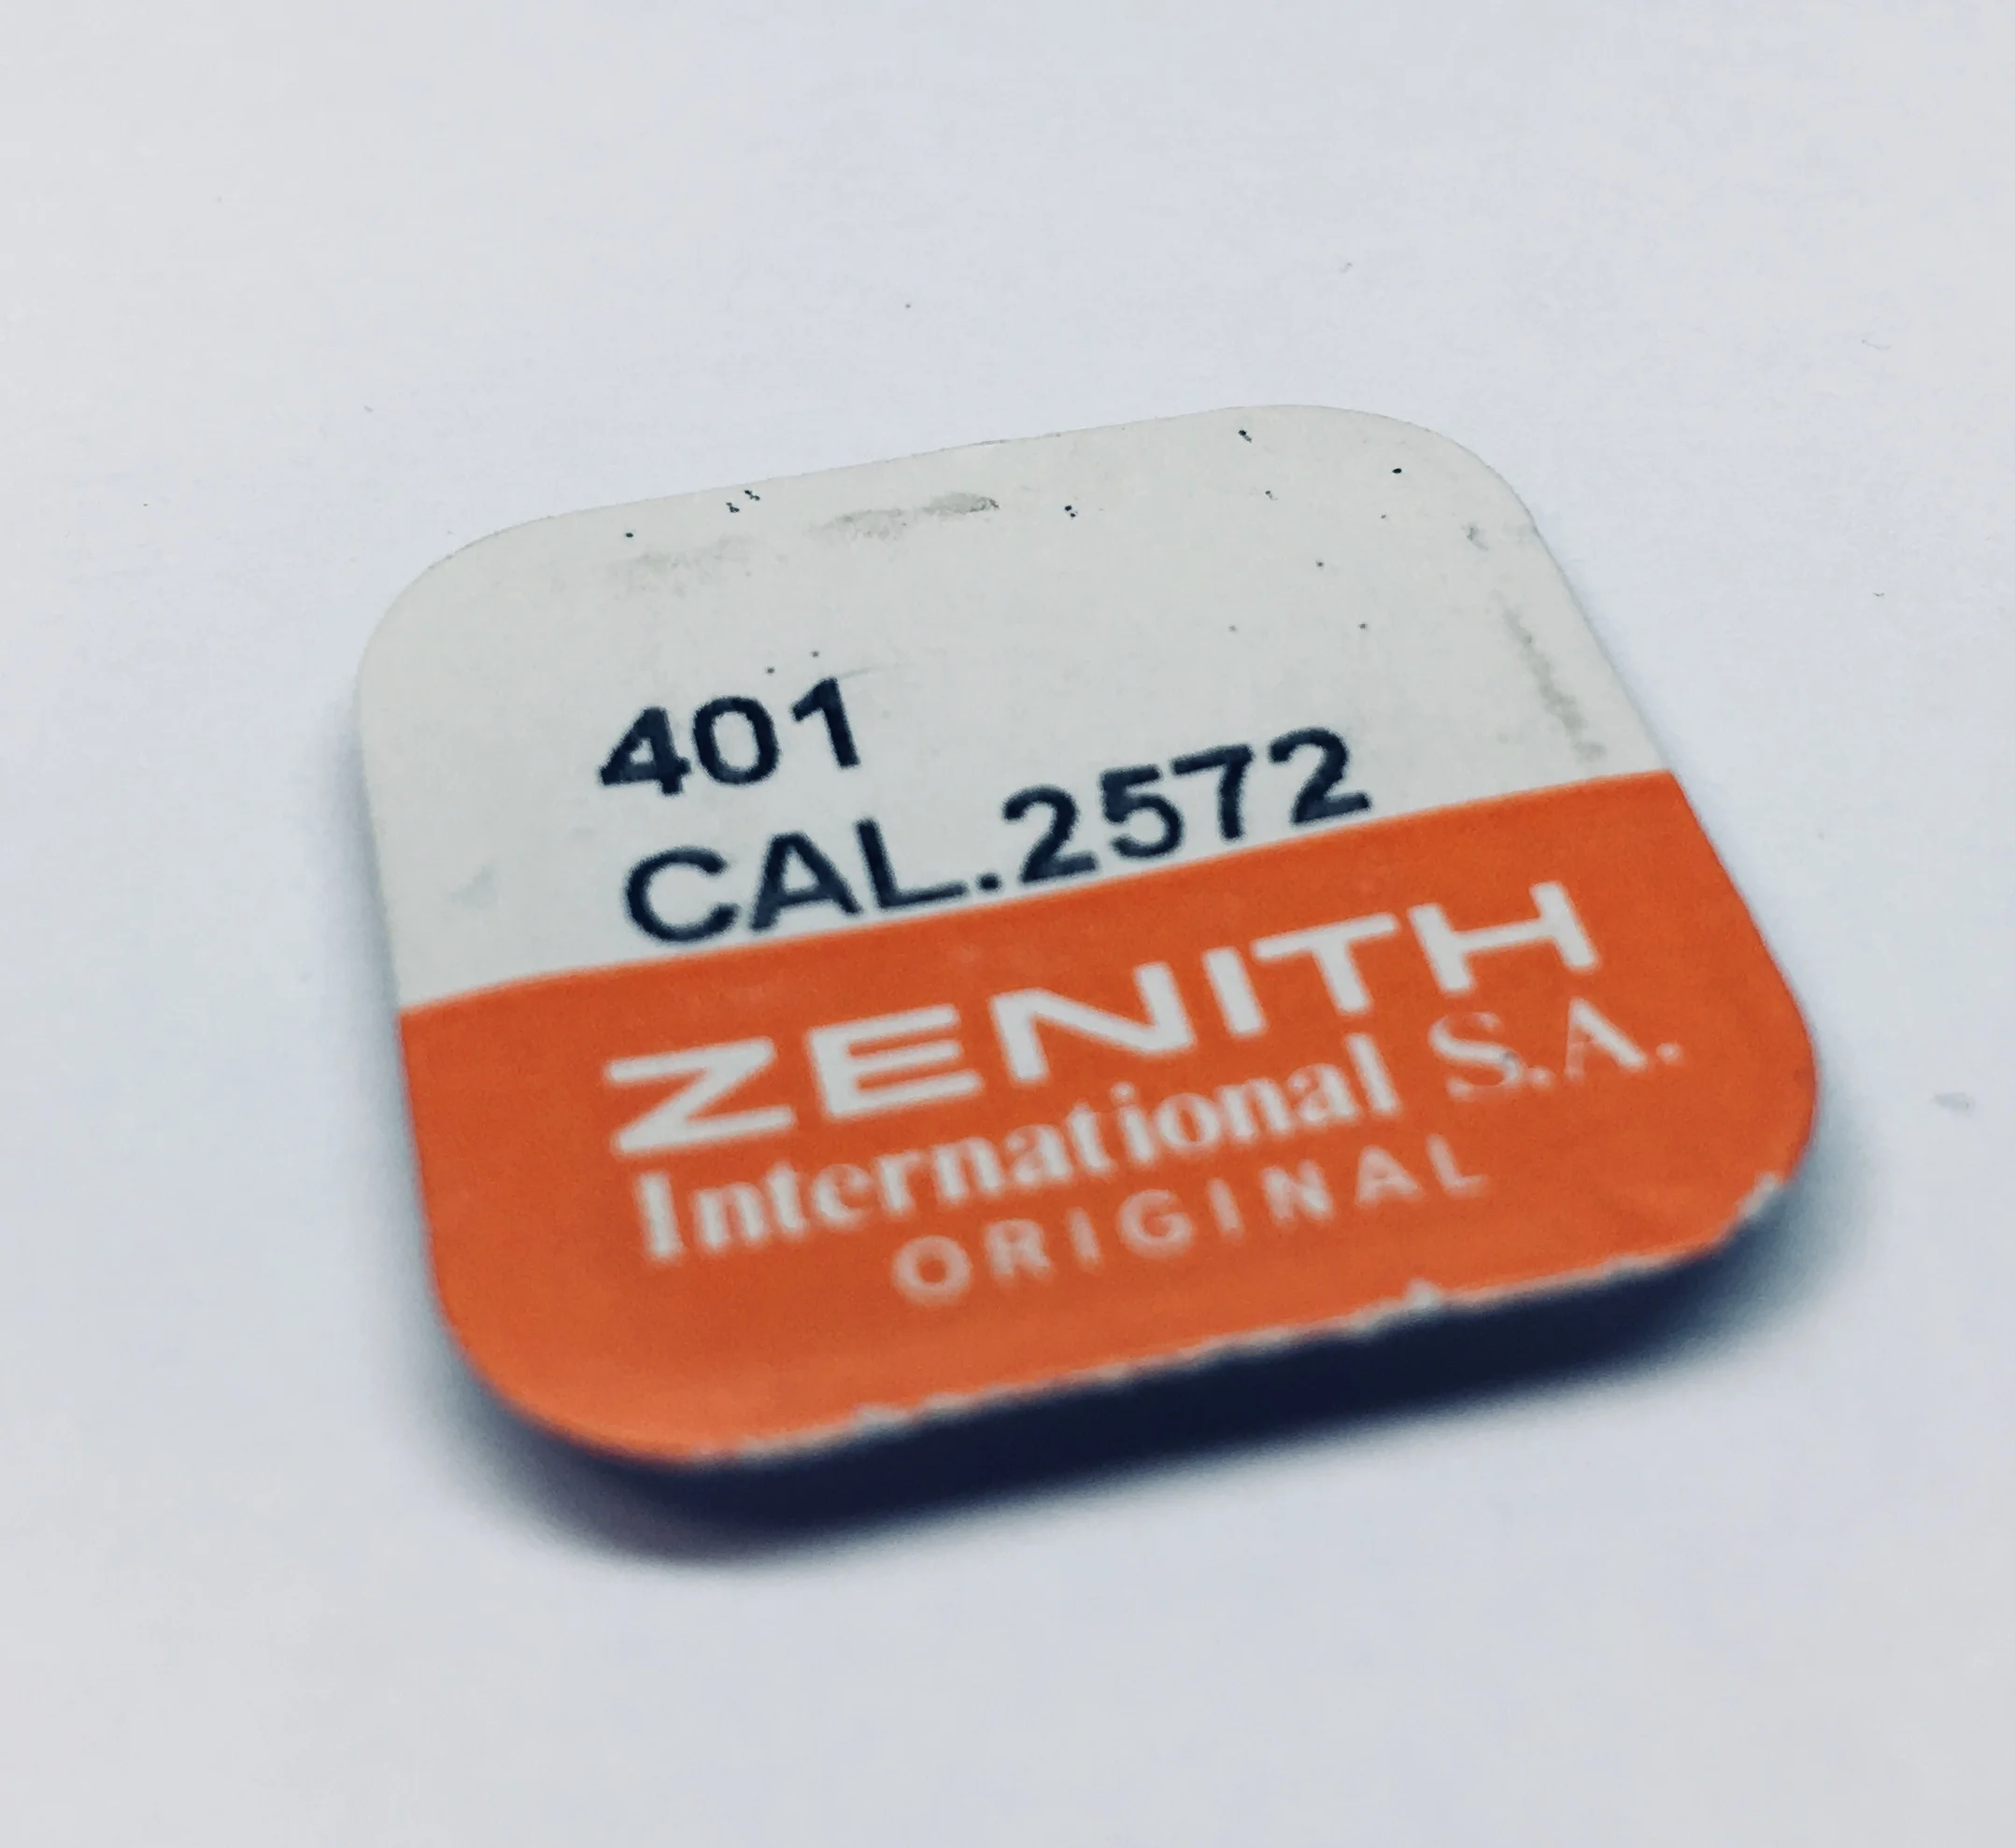 401
CAL.2572
ZENITH
International S.A.
ORIGINAL